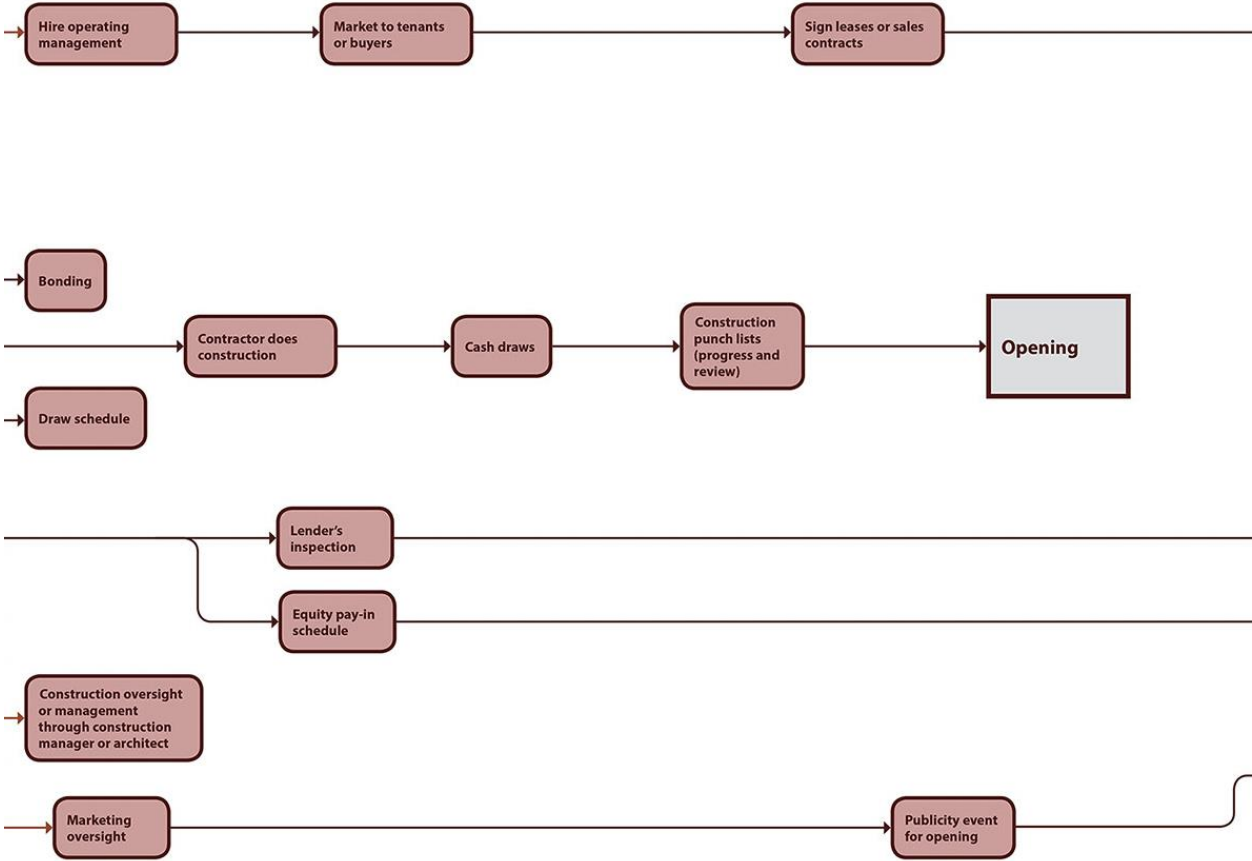 Hire operating
management
Market to tenants
or buyers
Sign leases or sales
contracts
Bonding
Contractor does
construction
Cash draws
Construction
punch lists
(progress and
review)
Opening
Draw schedule
Lender’s
inspection
Equity pay-in
schedule
Construction oversight
or management
through construction
manager or architect
Marketing
oversight
Publicity event
for opening